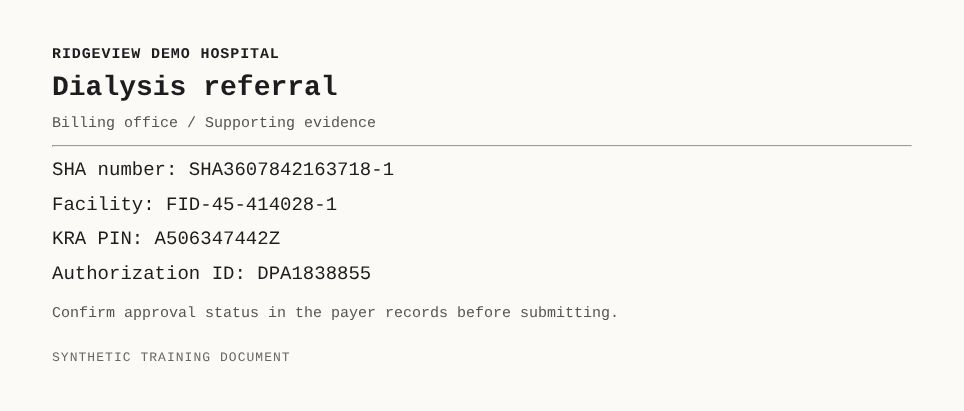 RIDGEVIEW DEMO HOSPITAL
Dialysis referral
Billing office / Supporting evidence
SHA number: SHA3607842163718-1
Facility: FID-45-414028-1
KRA PIN: A506347442Z
Authorization ID: DPA1838855
Confirm approval status in the payer records before submitting.
SYNTHETIC TRAINING DOCUMENT